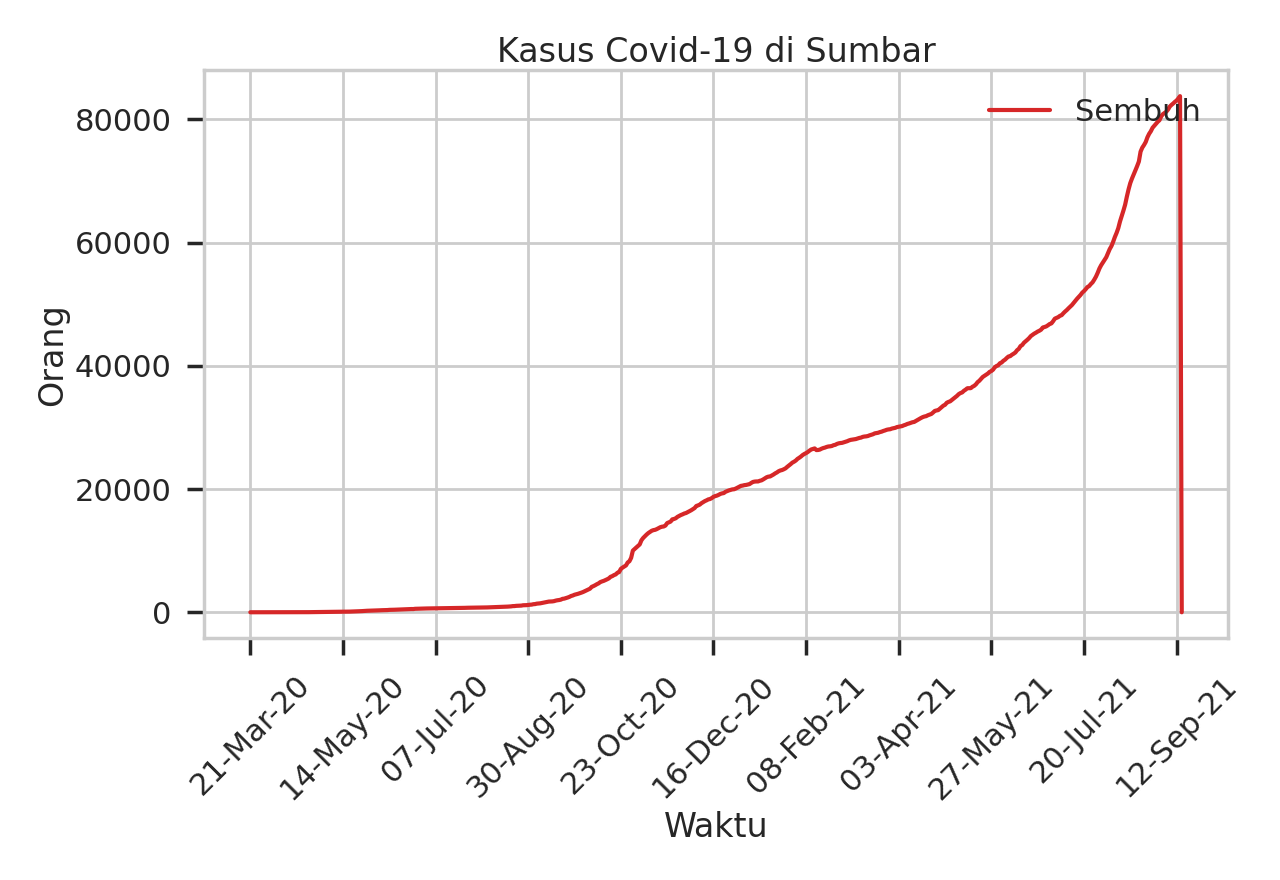 Kasus Covid-19 di Sumbar
Sembuh
80000
60000
40000
20000
0
Orang
21-Mar-20
14-May-20
07-Jul-20
30-Aug-20
23-Oct-20
16-Dec-20
08-Feb-21
03-Apr-21
27-May-21
20-Jul-21
12-Sep-21
Waktu